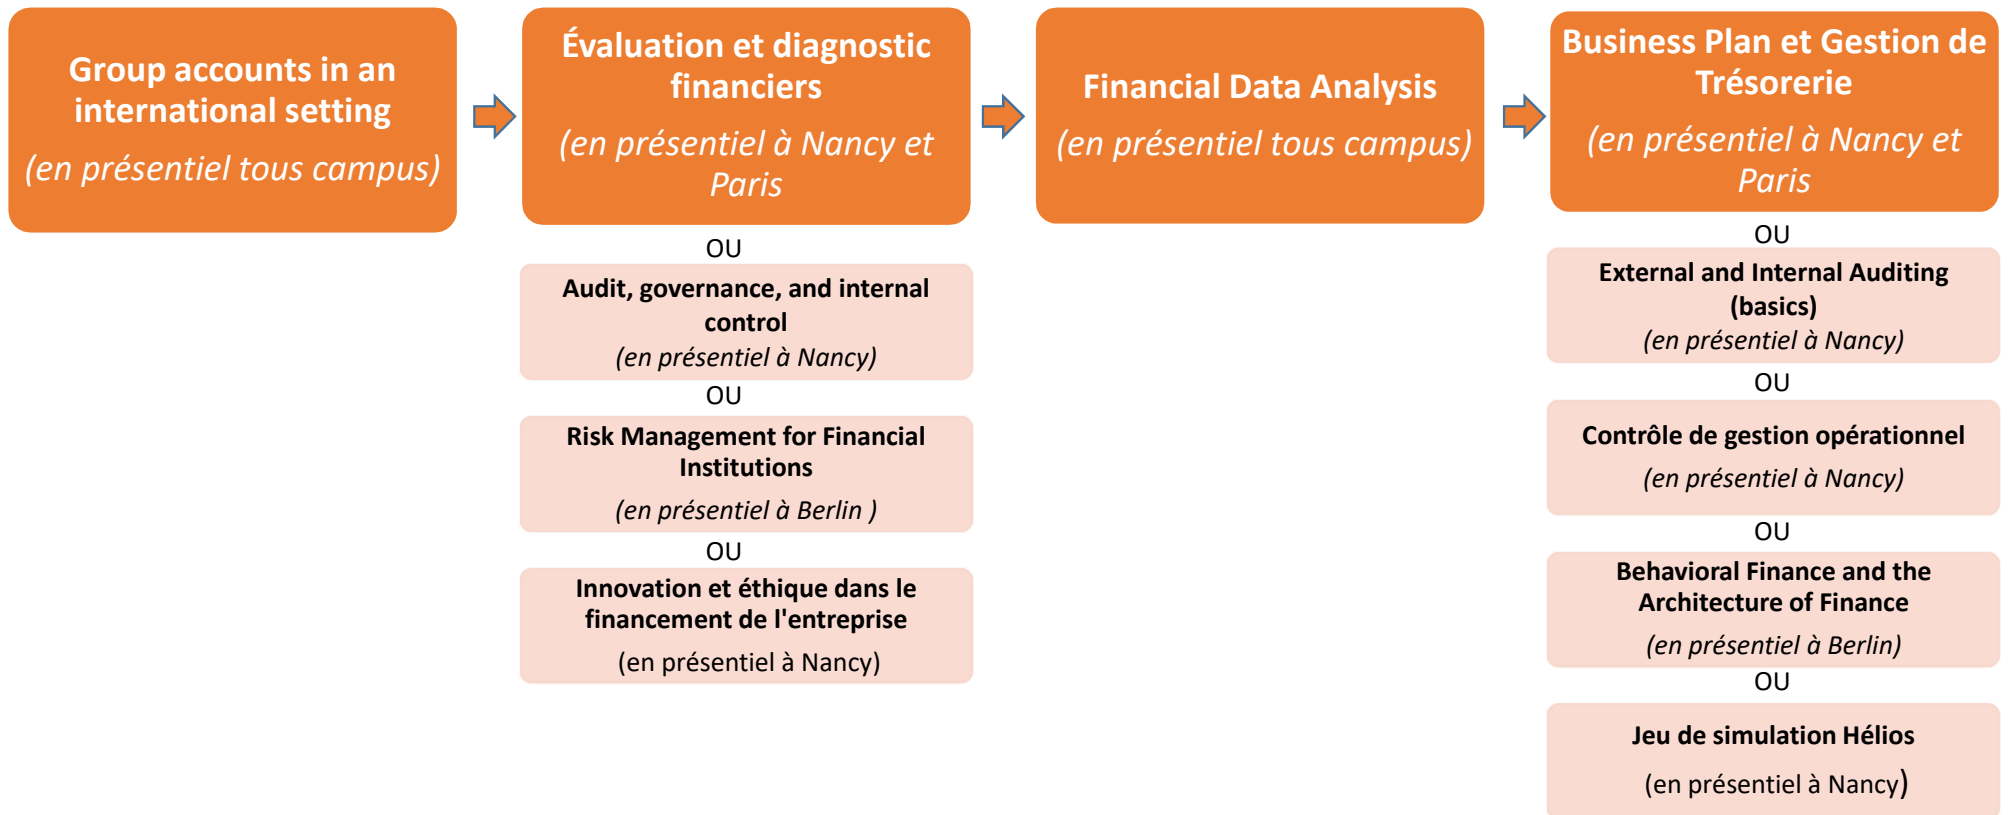 Group accounts in an
international setting
(en présentiel tous campus)
Évaluation et diagnostic
financiers
(en présentiel à Nancy et
Paris
OU
Audit, governance, and internal
control
(en présentiel à Nancy)
OU
Risk Management for Financial
Institutions
(en présentiel à Berlin )
OU
Innovation et éthique dans le
financement de l'entreprise
(en présentiel à Nancy)
Financial Data Analysis
(en présentiel tous campus)
Business Plan et Gestion de
Trésorerie
(en présentiel à Nancy et
Paris
OU
External and Internal Auditing
(basics)
(en présentiel à Nancy)
OU
Contrôle de gestion opérationnel
(en présentiel à Nancy)
OU
Behavioral Finance and the
Architecture of Finance
(en présentiel à Berlin)
OU
Jeu de simulation Hélios
(en présentiel à Nancy)